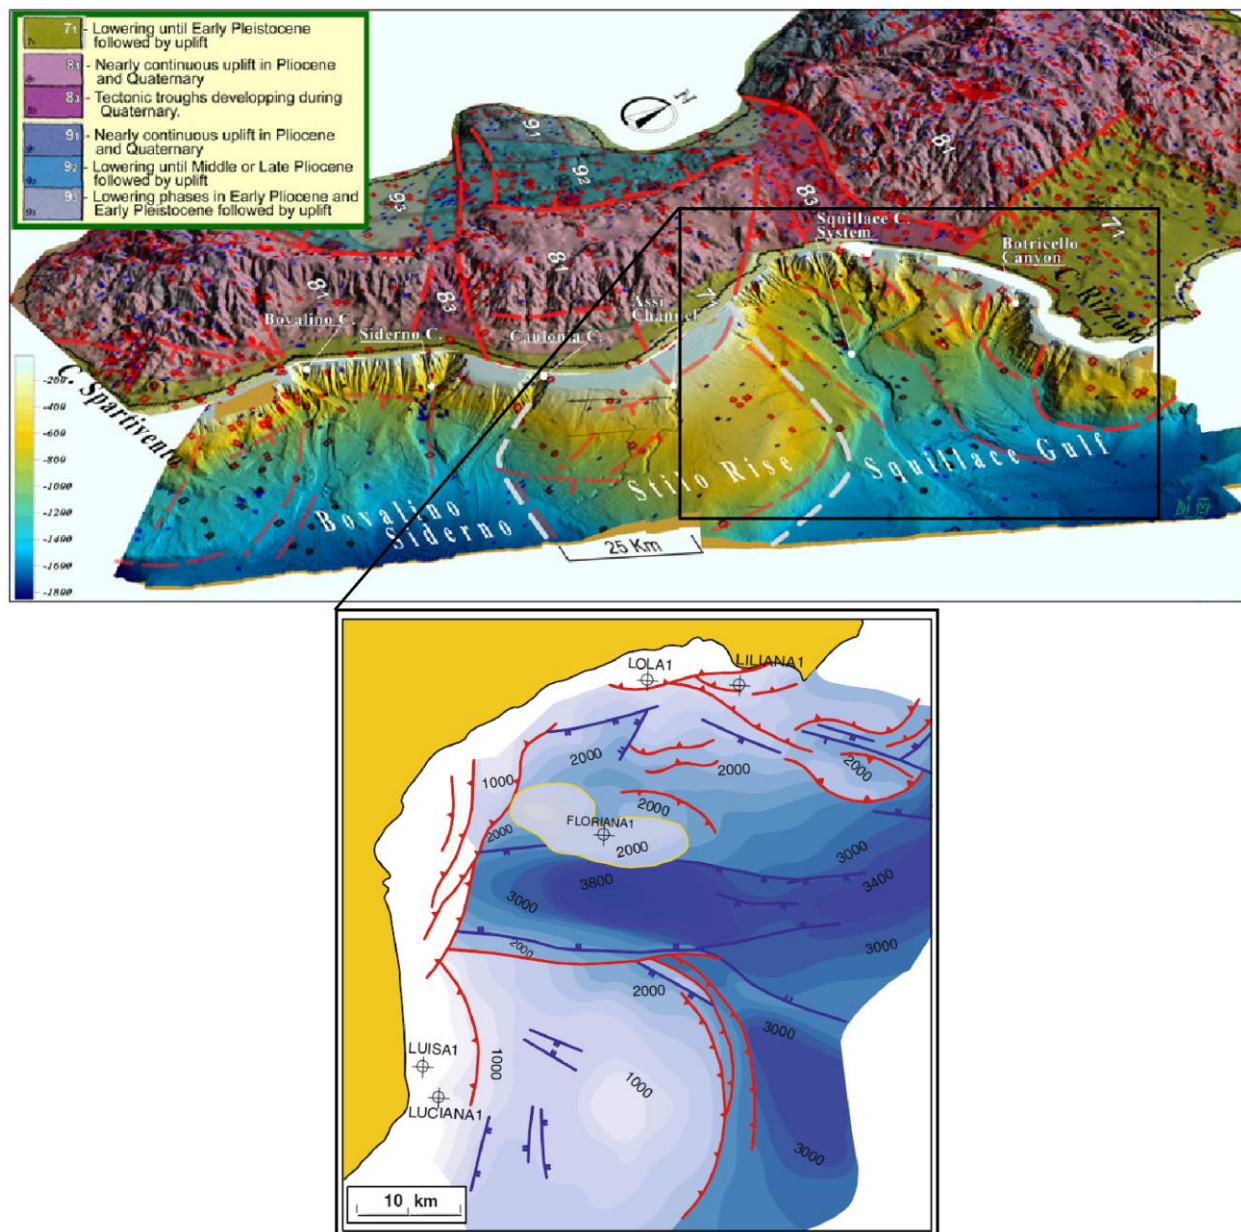 7₁ - Lowering until Early Pleistocene
followed by uplift
8₁ - Nearly continuous uplift in Pliocene
and Quaternary
8₃ - Tectonic troughs developping during
Quaternary.
9₁ - Nearly continuous uplift in Pliocene
and Quaternary
9₂ - Lowering until Middle or Late Pliocene
followed by uplift
9₃ - Lowering phases in Early Pliocene and
Early Pleistocene followed by uplift
N
9₁
9₂
9₃
8₁
8₃
8₁
8₁
8₃
7₁
7₁
Squillace C.
System
Botricello
Canyon
C. Rizzuto
Assi
Channel
Bovalino C.
Siderno C.
Caulonia C.
C. Spartivento
-200
-400
-600
-800
-1000
-1200
-1400
-1600
-1800
Bovalino
Siderno
Stilo Rise
Squillace Gulf
25 Km
LOLA1
LILIANA1
2000
1000
2000
2000
2000
2000
FLORIANA1
2000
3000
3800
3400
3000
3000
2000
2000
3000
LUISA1
1000
1000
LUCIANA1
3000
10 km